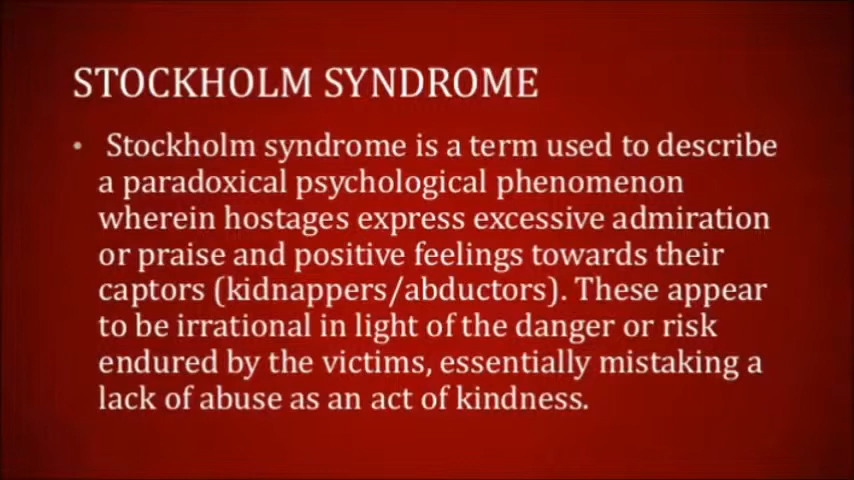 STOCKHOLM SYNDROME
• Stockholm syndrome is a term used to describe
a paradoxical psychological phenomenon
wherein hostages express excessive admiration
or praise and positive feelings towards their
captors (kidnappers/abductors). These appear
to be irrational in light of the danger or risk
endured by the victims, essentially mistaking a
lack of abuse as an act of kindness.